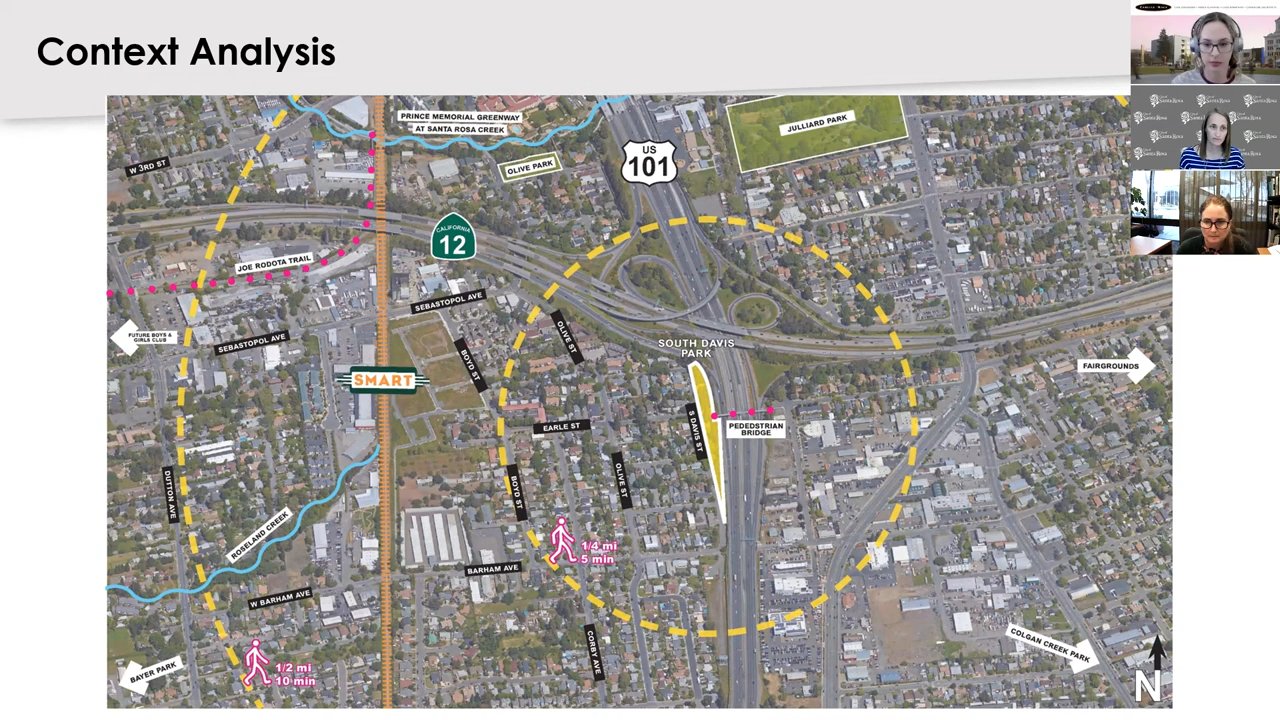 Context Analysis
PRINCE MEMORIAL GREENWAY
AT SANTA ROSA CREEK
JULLIARD PARK
W 3RD ST
OLIVE PARK
US
101
CALIFORNIA
12
JOE RODOTA TRAIL
SEBASTOPOL AVE
FUTURE BOYS &
GIRLS CLUB
SEBASTOPOL AVE
OLIVE ST
BOYD ST
SOUTH DAVIS
PARK
FAIRGROUNDS
SMART
S DAVIS ST
EARLE ST
PEDEDSTRIAN
BRIDGE
DUTTON AVE
BOYD ST
OLIVE ST
ROSELAND CREEK
1/4 mi
5 min
BARHAM AVE
W BARHAM AVE
CORBY AVE
COLGAN CREEK PARK
BAYER PARK
1/2 mi
10 min
N